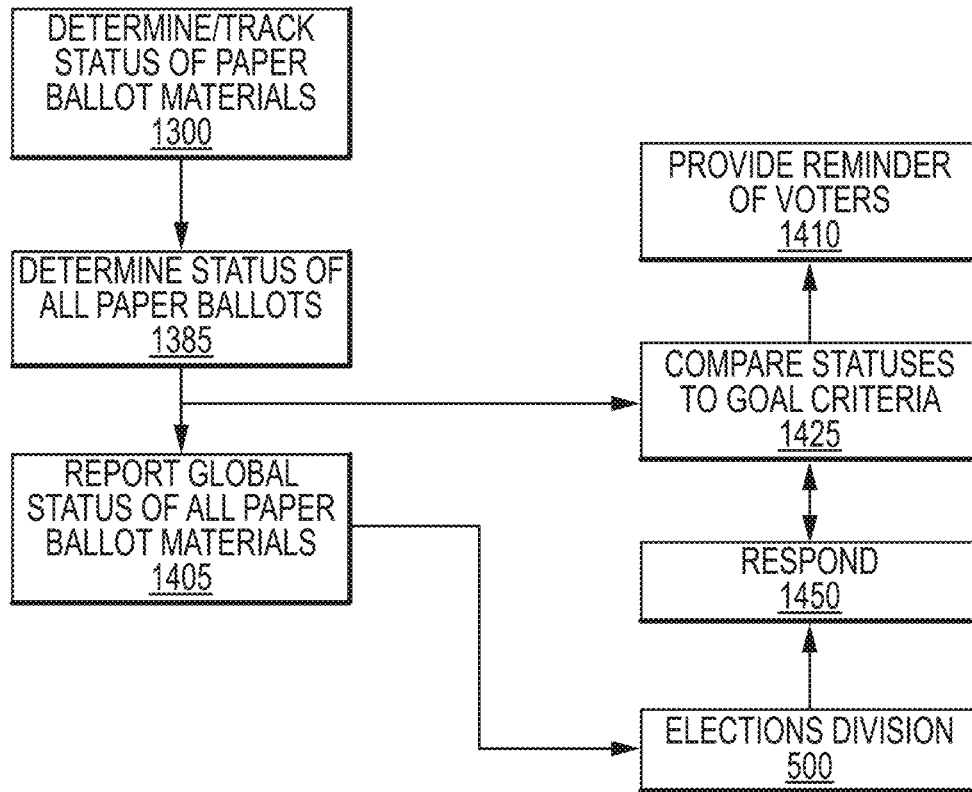 DETERMINE/TRACK
STATUS OF PAPER
BALLOT MATERIALS
1300
DETERMINE STATUS OF
ALL PAPER BALLOTS
1385
REPORT GLOBAL
STATUS OF ALL PAPER
BALLOT MATERIALS
1405
PROVIDE REMINDER
OF VOTERS
1410
COMPARE STATUSES
TO GOAL CRITERIA
1425
RESPOND
1450
ELECTIONS DIVISION
500